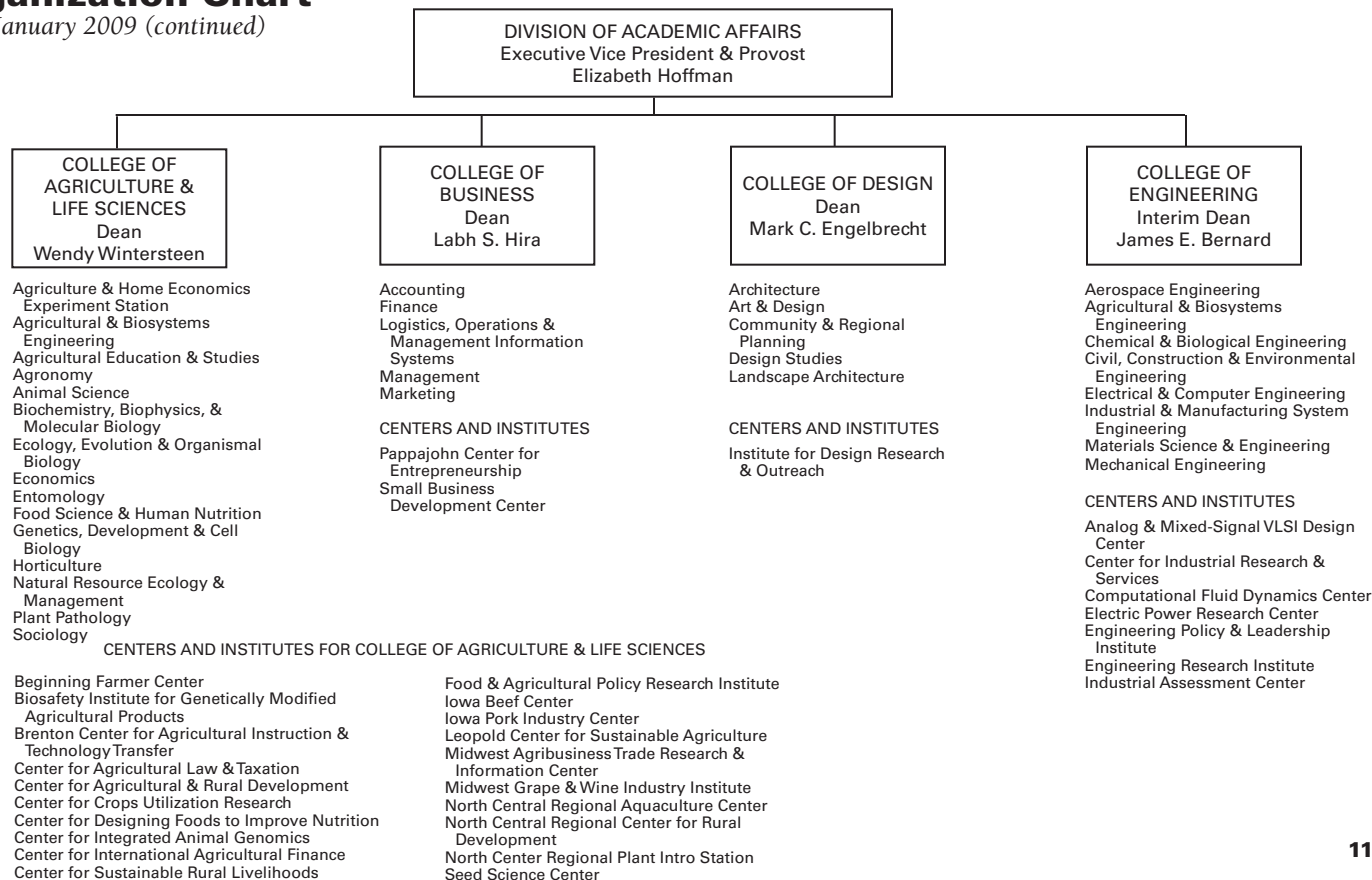 January 2009 (continued)
DIVISION OF ACADEMIC AFFAIRS
Executive Vice President & Provost
Elizabeth Hoffman
COLLEGE OF
AGRICULTURE &
LIFE SCIENCES
Dean
Wendy Wintersteen
Agriculture & Home Economics
Experiment Station
Agricultural & Biosystems
Engineering
Agricultural Education & Studies
Agronomy
Animal Science
Biochemistry, Biophysics, &
Molecular Biology
Ecology, Evolution & Organismal
Biology
Economics
Entomology
Food Science & Human Nutrition
Genetics, Development & Cell
Biology
Horticulture
Natural Resource Ecology &
Management
Plant Pathology
Sociology
COLLEGE OF
BUSINESS
Dean
Labh S. Hira
Accounting
Finance
Logistics, Operations &
Management Information
Systems
Management
Marketing
CENTERS AND INSTITUTES
Pappajohn Center for
Entrepreneurship
Small Business
Development Center
COLLEGE OF DESIGN
Dean
Mark C. Engelbrecht
Architecture
Art & Design
Community & Regional
Planning
Design Studies
Landscape Architecture
CENTERS AND INSTITUTES
Institute for Design Research
& Outreach
COLLEGE OF
ENGINEERING
Interim Dean
James E. Bernard
Aerospace Engineering
Agricultural & Biosystems
Engineering
Chemical & Biological Engineering
Civil, Construction & Environmental
Engineering
Electrical & Computer Engineering
Industrial & Manufacturing System
Engineering
Materials Science & Engineering
Mechanical Engineering
CENTERS AND INSTITUTES
Analog & Mixed-Signal VLSI Design
Center
Center for Industrial Research &
Services
Computational Fluid Dynamics Center
Electric Power Research Center
Engineering Policy & Leadership
Institute
Engineering Research Institute
Industrial Assessment Center
CENTERS AND INSTITUTES FOR COLLEGE OF AGRICULTURE & LIFE SCIENCES
Beginning Farmer Center
Biosafety Institute for Genetically Modified
Agricultural Products
Brenton Center for Agricultural Instruction &
Technology Transfer
Center for Agricultural Law & Taxation
Center for Agricultural & Rural Development
Center for Crops Utilization Research
Center for Designing Foods to Improve Nutrition
Center for Integrated Animal Genomics
Center for International Agricultural Finance
Center for Sustainable Rural Livelihoods
Food & Agricultural Policy Research Institute
Iowa Beef Center
Iowa Pork Industry Center
Leopold Center for Sustainable Agriculture
Midwest Agribusiness Trade Research &
Information Center
Midwest Grape & Wine Industry Institute
North Central Regional Aquaculture Center
North Central Regional Center for Rural
Development
North Center Regional Plant Intro Station
Seed Science Center
11